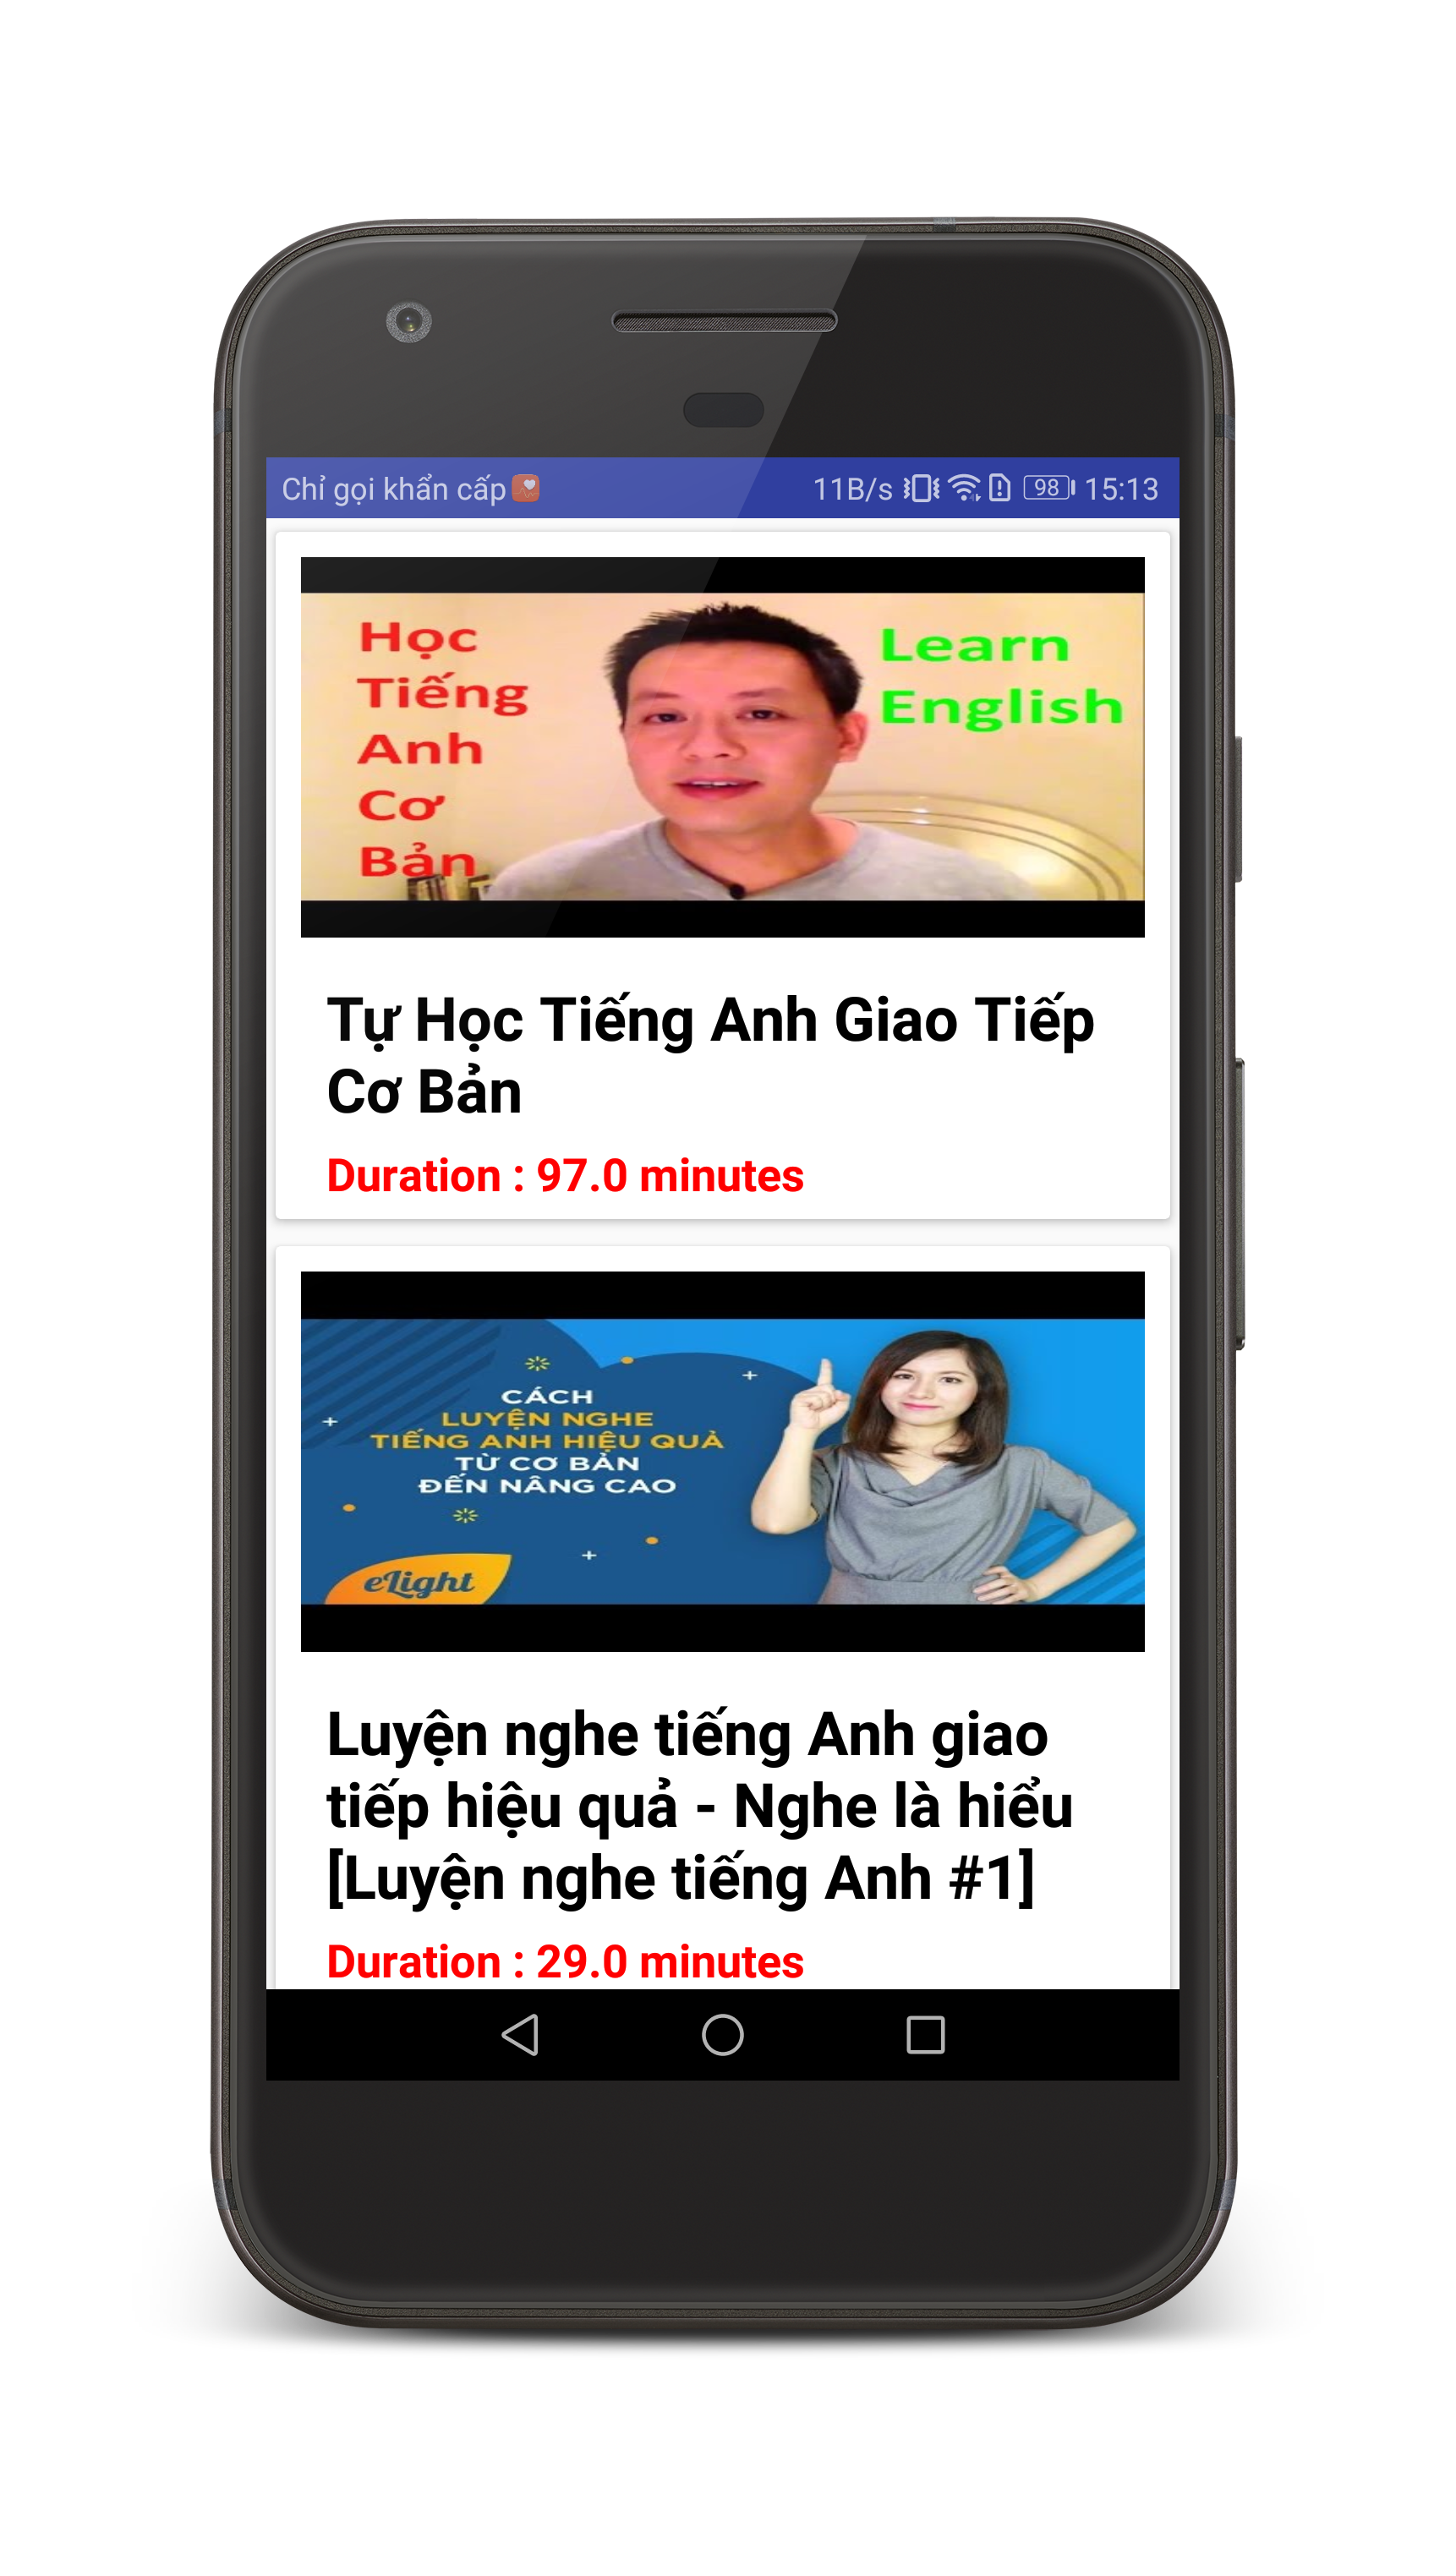 Chỉ gọi khẩn cấp 11B/s 98 15:13
Học
Tiếng
Anh
Cơ
Bản
Learn
English
Tự Học Tiếng Anh Giao Tiếp
Cơ Bản
Duration : 97.0 minutes
CÁCH
LUYỆN NGHE
TIẾNG ANH HIỆU QUẢ
TỪ CƠ BẢN
ĐẾN NÂNG CAO
eLight
Luyện nghe tiếng Anh giao
tiếp hiệu quả - Nghe là hiểu
[Luyện nghe tiếng Anh #1]
Duration : 29.0 minutes